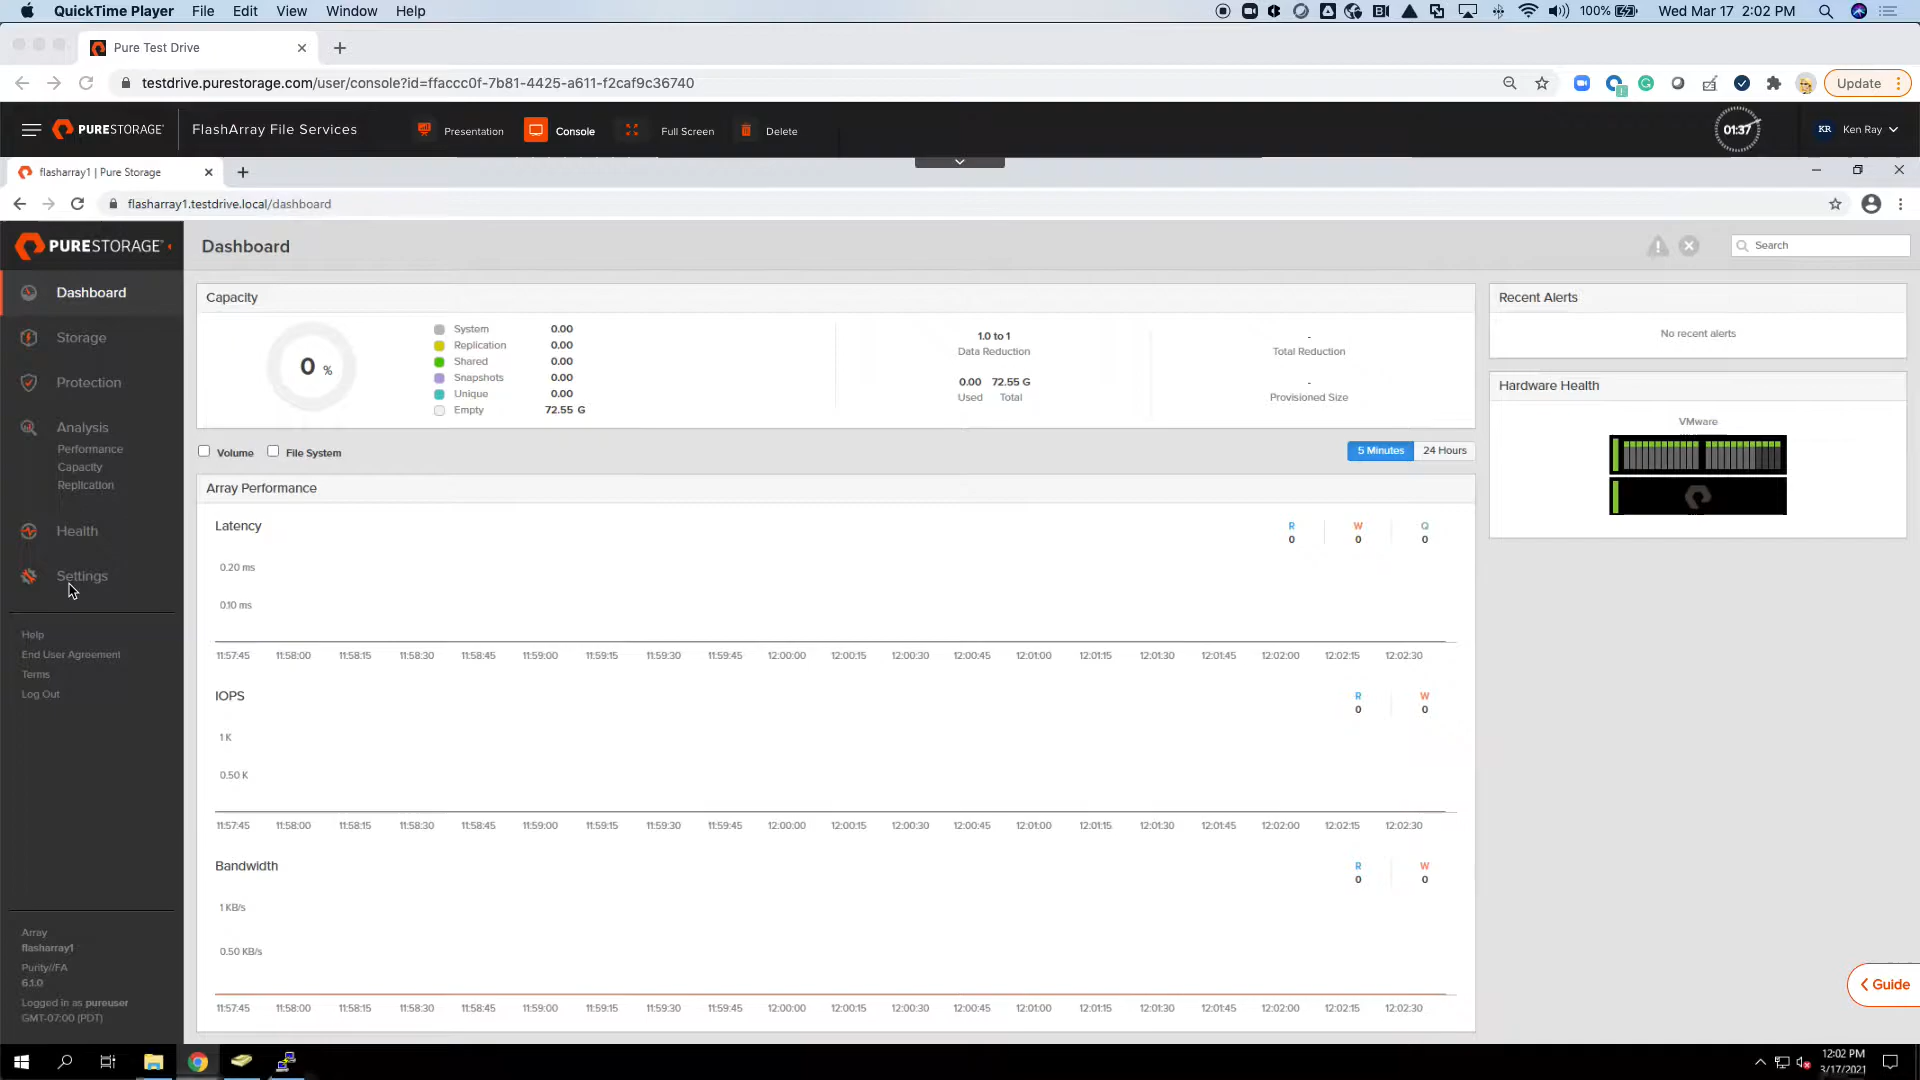 QuickTime Player File Edit View Window Help 100% Wed Mar 17 2:02 PM
Pure Test Drive
testdrive.purestorage.com/user/console?id=ffaccc0f-7b81-4425-a611-f2caf9c36740 Update
PURESTORAGE FlashArray File Services Presentation Console Full Screen Delete 01:37 KR Ken Ray
flasharray1 | Pure Storage
flasharray1.testdrive.local/dashboard
PURESTORAGE Dashboard Search
Dashboard
Storage
Protection
Analysis
Performance
Capacity
Replication
Health
Settings
Help
End User Agreement
Terms
Log Out
Array
flasharray1
Purity//FA
6.1.0
Logged in as pureuser
GMT-07:00 (PDT)
Capacity
0 %
System 0.00
Replication 0.00
Shared 0.00
Snapshots 0.00
Unique 0.00
Empty 72.55 G
1.0 to 1
Data Reduction
0.00 72.55 G
Used Total
-
Total Reduction
-
Provisioned Size
Recent Alerts
No recent alerts
Hardware Health
VMware
Volume File System 5 Minutes 24 Hours
Array Performance
Latency R W Q
0 0 0
0.20 ms
0.10 ms
11:57:45 11:58:00 11:58:15 11:58:30 11:58:45 11:59:00 11:59:15 11:59:30 11:59:45 12:00:00 12:00:15 12:00:30 12:00:45 12:01:00 12:01:15 12:01:30 12:01:45 12:02:00 12:02:15 12:02:30
IOPS R W
0 0
1 K
0.50 K
11:57:45 11:58:00 11:58:15 11:58:30 11:58:45 11:59:00 11:59:15 11:59:30 11:59:45 12:00:00 12:00:15 12:00:30 12:00:45 12:01:00 12:01:15 12:01:30 12:01:45 12:02:00 12:02:15 12:02:30
Bandwidth R W
0 0
1 KB/s
0.50 KB/s
11:57:45 11:58:00 11:58:15 11:58:30 11:58:45 11:59:00 11:59:15 11:59:30 11:59:45 12:00:00 12:00:15 12:00:30 12:00:45 12:01:00 12:01:15 12:01:30 12:01:45 12:02:00 12:02:15 12:02:30
Guide
12:02 PM
3/17/2021